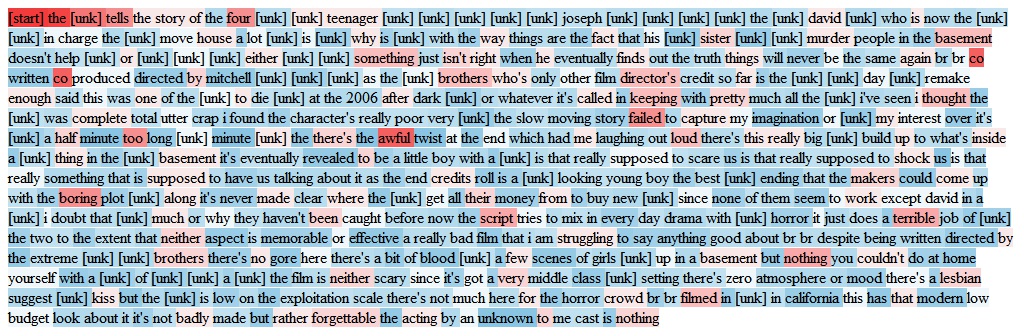 [start] the [unk] tells the story of the four [unk] [unk] teenager [unk] [unk] [unk] [unk] [unk] joseph [unk] [unk] [unk] [unk] the [unk] david [unk] who is now the [unk]
[unk] in charge the [unk] move house a lot [unk] is [unk] why is [unk] with the way things are the fact that his [unk] sister [unk] [unk] murder people in the basement
doesn't help [unk] or [unk] [unk] [unk] either [unk] [unk] something just isn't right when he eventually finds out the truth things will never be the same again br br co
written co produced directed by mitchell [unk] [unk] [unk] as the [unk] brothers who's only other film director's credit so far is the [unk] [unk] day [unk] remake
enough said this was one of the [unk] to die [unk] at the 2006 after dark [unk] or whatever it's called in keeping with pretty much all the [unk] i've seen i thought the
[unk] was complete total utter crap i found the character's really poor very [unk] the slow moving story failed to capture my imagination or [unk] my interest over it's
[unk] a half minute too long [unk] minute [unk] the there's the awful twist at the end which had me laughing out loud there's this really big [unk] build up to what's inside
a [unk] thing in the [unk] basement it's eventually revealed to be a little boy with a [unk] is that really supposed to scare us is that really supposed to shock us is that
really something that is supposed to have us talking about it as the end credits roll is a [unk] looking young boy the best [unk] ending that the makers could come up
with the boring plot [unk] along it's never made clear where the [unk] get all their money from to buy new [unk] since none of them seem to work except david in a
[unk] i doubt that [unk] much or why they haven't been caught before now the script tries to mix in every day drama with [unk] horror it just does a terrible job of [unk]
the two to the extent that neither aspect is memorable or effective a really bad film that i am struggling to say anything good about br br despite being written directed by
the extreme [unk] [unk] brothers there's no gore here there's a bit of blood [unk] a few scenes of girls [unk] up in a basement but nothing you couldn't do at home
yourself with a [unk] of [unk] [unk] a [unk] the film is neither scary since it's got a very middle class [unk] setting there's zero atmosphere or mood there's a lesbian
suggest [unk] kiss but the [unk] is low on the exploitation scale there's not much here for the horror crowd br br filmed in [unk] in california this has that modern low
budget look about it it's not badly made but rather forgettable the acting by an unknown to me cast is nothing